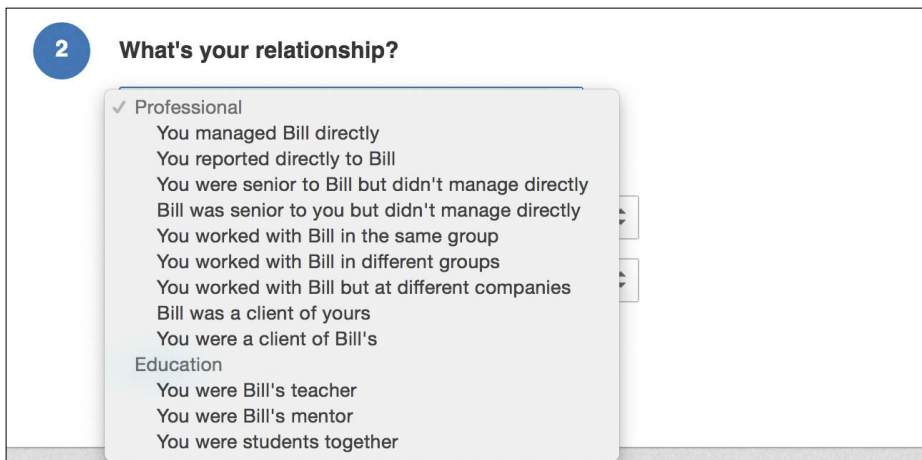 2
What's your relationship?
Professional
You managed Bill directly
You reported directly to Bill
You were senior to Bill but didn't manage directly
Bill was senior to you but didn't manage directly
You worked with Bill in the same group
You worked with Bill in different groups
You worked with Bill but at different companies
Bill was a client of yours
You were a client of Bill's
Education
You were Bill's teacher
You were Bill's mentor
You were students together